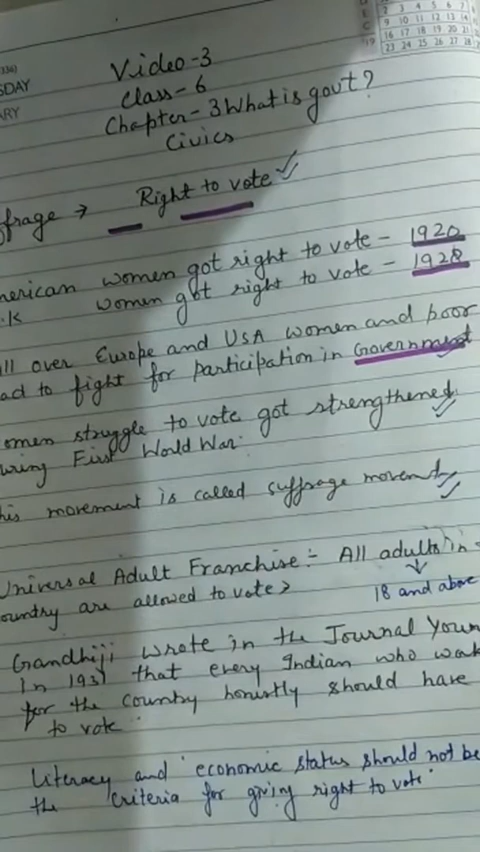 Video-3
Class-6
Chapter-3 What is govt?
Civics
ffrage → Right to vote
merican women got right to vote - 1920
.K women got right to vote - 1928
ll over Europe and USA women and poor
ad to fight for participation in Government
omen struggle to vote got strengthened
uring First World War.
his movement is called suffrage movement
Universal Adult Franchise:- All adults in
ountry are allowed to vote>
18 and above
Gandhiji wrote in the Journal Youn
In 1931 that every Indian who work
for the country honestly should have
to vote.
Literacy and economic status should not be
the criteria for giving right to vote